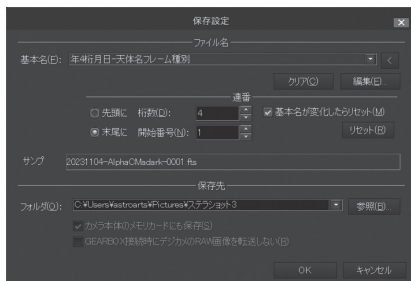 保存設定
ファイル名
基本名(E): 年4桁月日-天体名フレーム種別 <
クリア(C) 編集(E)...
連番
先頭に 桁数(D): 4 基本名が変化したらリセット(M)
末尾に 開始番号(N): 1 リセット(R)
サンプ 20231104-AlphaCMadark-0001.fts
保存先
フォルダ(O): C:¥Users¥astroarts¥Pictures¥ステラショット3 参照(B)...
カメラ本体のメモリカードにも保存(S)
GEARBOX接続時にデジカメのRAW画像を転送しない(R)
OK キャンセル